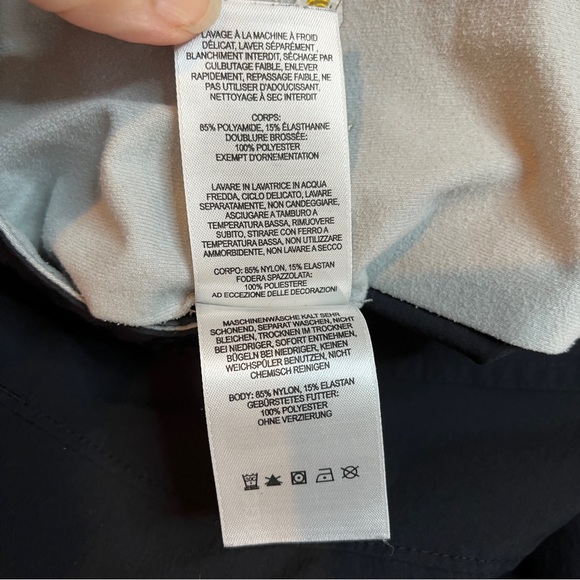 LAVAGE À LA MACHINE À FROID
DÉLICAT, LAVER SÉPARÉMENT,
BLANCHIMENT INTERDIT, SÉCHAGE PAR
CULBUTAGE FAIBLE, ENLEVER
RAPIDEMENT, REPASSAGE FAIBLE, NE
PAS UTILISER D'ADOUCISSANT,
NETTOYAGE À SEC INTERDIT
CORPS:
85% POLYAMIDE, 15% ÉLASTHANNE
DOUBLURE BROSSÉE:
100% POLYESTER
EXEMPT D'ORNEMENTATION
LAVARE IN LAVATRICE IN ACQUA
FREDDA, CICLO DELICATO, LAVARE
SEPARATAMENTE, NON CANDEGGIARE,
ASCIUGARE A TAMBURO A
TEMPERATURA BASSA, RIMUOVERE
SUBITO, STIRARE CON FERRO A
TEMPERATURA BASSA, NON UTILIZZARE
AMMORBIDENTE, NON LAVARE A SECCO
CORPO: 85% NYLON, 15% ELASTAN
FODERA SPAZZOLATA:
100% POLIESTERE
AD ECCEZIONE DELLE DECORAZIONI
MASCHINENWÄSCHE KALT SEHR
SCHONEND, SEPARAT WASCHEN, NICHT
BLEICHEN, TROCKNEN IM TROCKNER
BEI NIEDRIGER, SOFORT ENTNEHMEN,
BÜGELN BEI NIEDRIGER, KEINEN
WEICHSPÜLER BENUTZEN, NICHT
CHEMISCH REINIGEN
BODY: 85% NYLON, 15% ELASTAN
GEBÜRSTETES FUTTER:
100% POLYESTER
OHNE VERZIERUNG